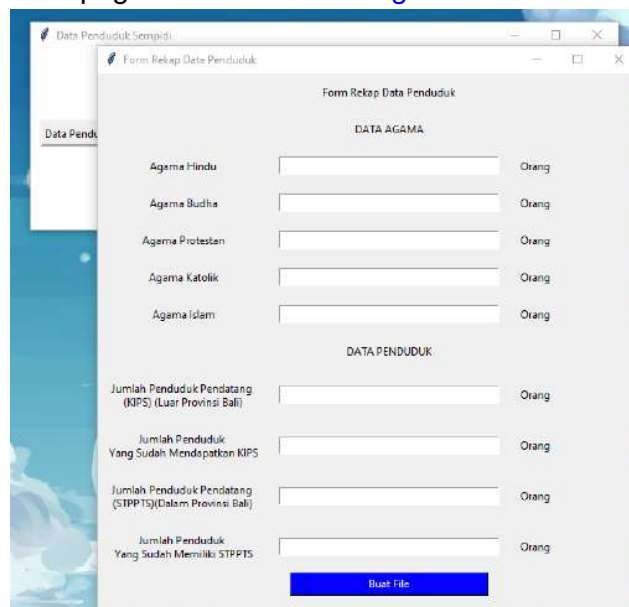 Data Penduduk Sempidi
Form Rekap Data Penduduk
Form Rekap Data Penduduk
Data Pendu
DATA AGAMA
Agama Hindu Orang
Agama Budha Orang
Agama Protestan Orang
Agama Katolik Orang
Agama Islam Orang
DATA PENDUDUK
Jumlah Penduduk Pendatang
(KIPS) (Luar Provinsi Bali) Orang
Jumlah Penduduk
Yang Sudah Mendapatkan KIPS Orang
Jumlah Penduduk Pendatang
(STPPTS)(Dalam Provinsi Bali) Orang
Jumlah Penduduk
Yang Sudah Memiliki STPPTS Orang
Buat File